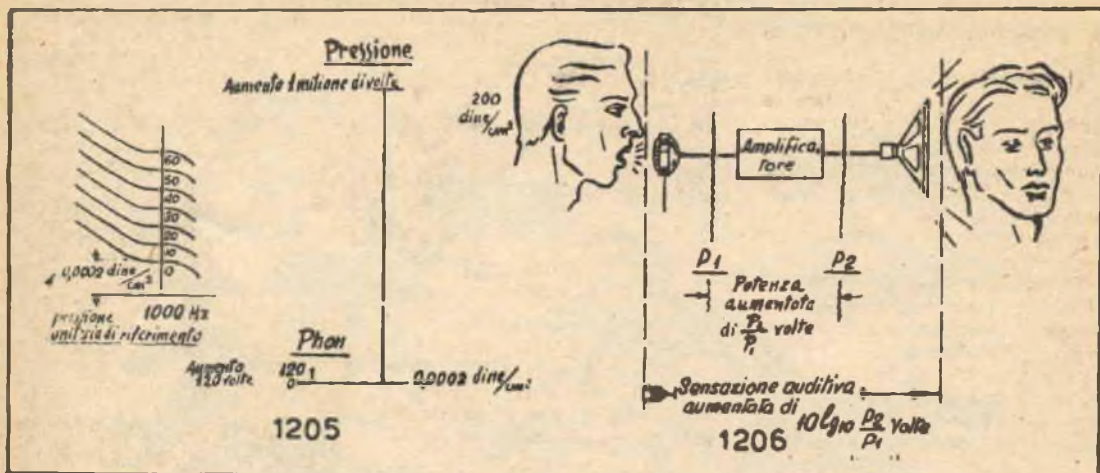 Pressione
Aumento 1 milione di volte
60
50
40
30
20
10
0
0,0002 dine/cm²
1000 Hz
pressione
unitaria di riferimento
Phon
120
0
Aumento
120 volte
0,0002 dine/cm²
1205
200
dine/cm²
Amplifica.
tore
P1
P2
Potenza
aumentata
di P2/P1 volte
Sensazione auditiva
aumentata di 10 lg10 P2/P1 volte
1206